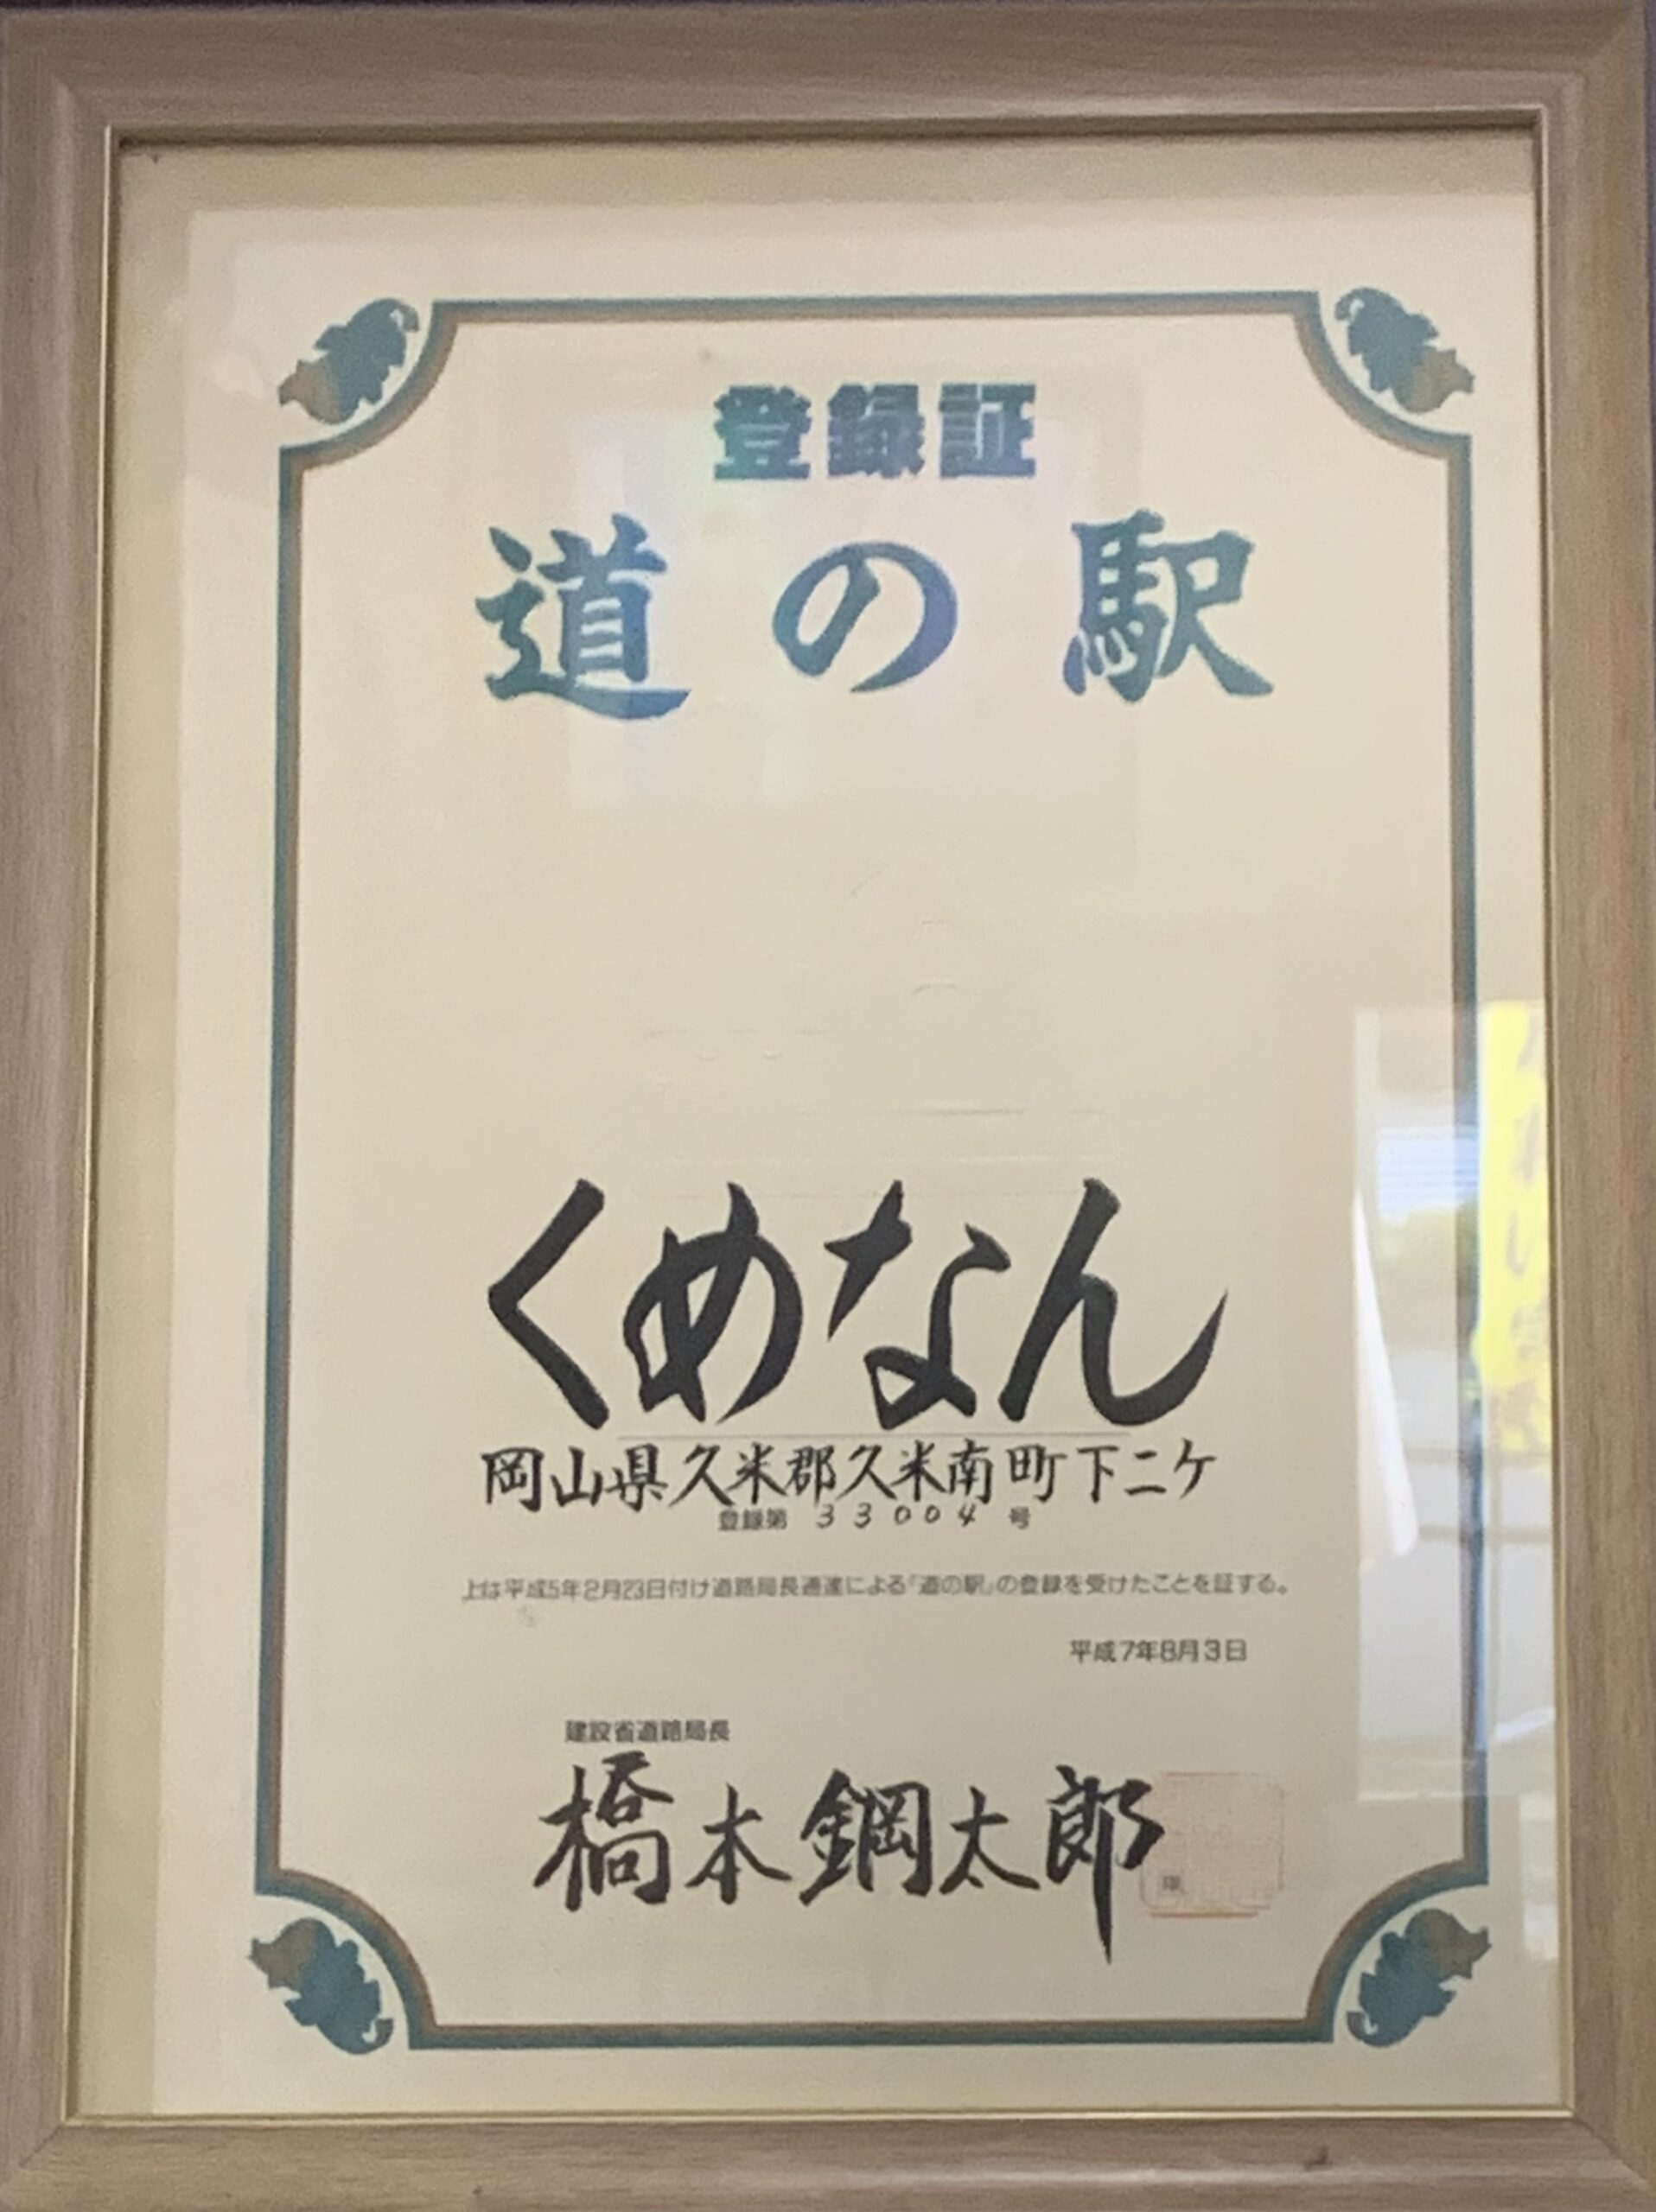 登録証
道の駅
くめなん
岡山県久米郡久米南町下二ケ
登録第 33004 号
上は平成5年2月23日付け道路局長通達による「道の駅」の登録を受けたことを証する。
平成7年8月3日
建設省道路局長
橋本鋼太郎